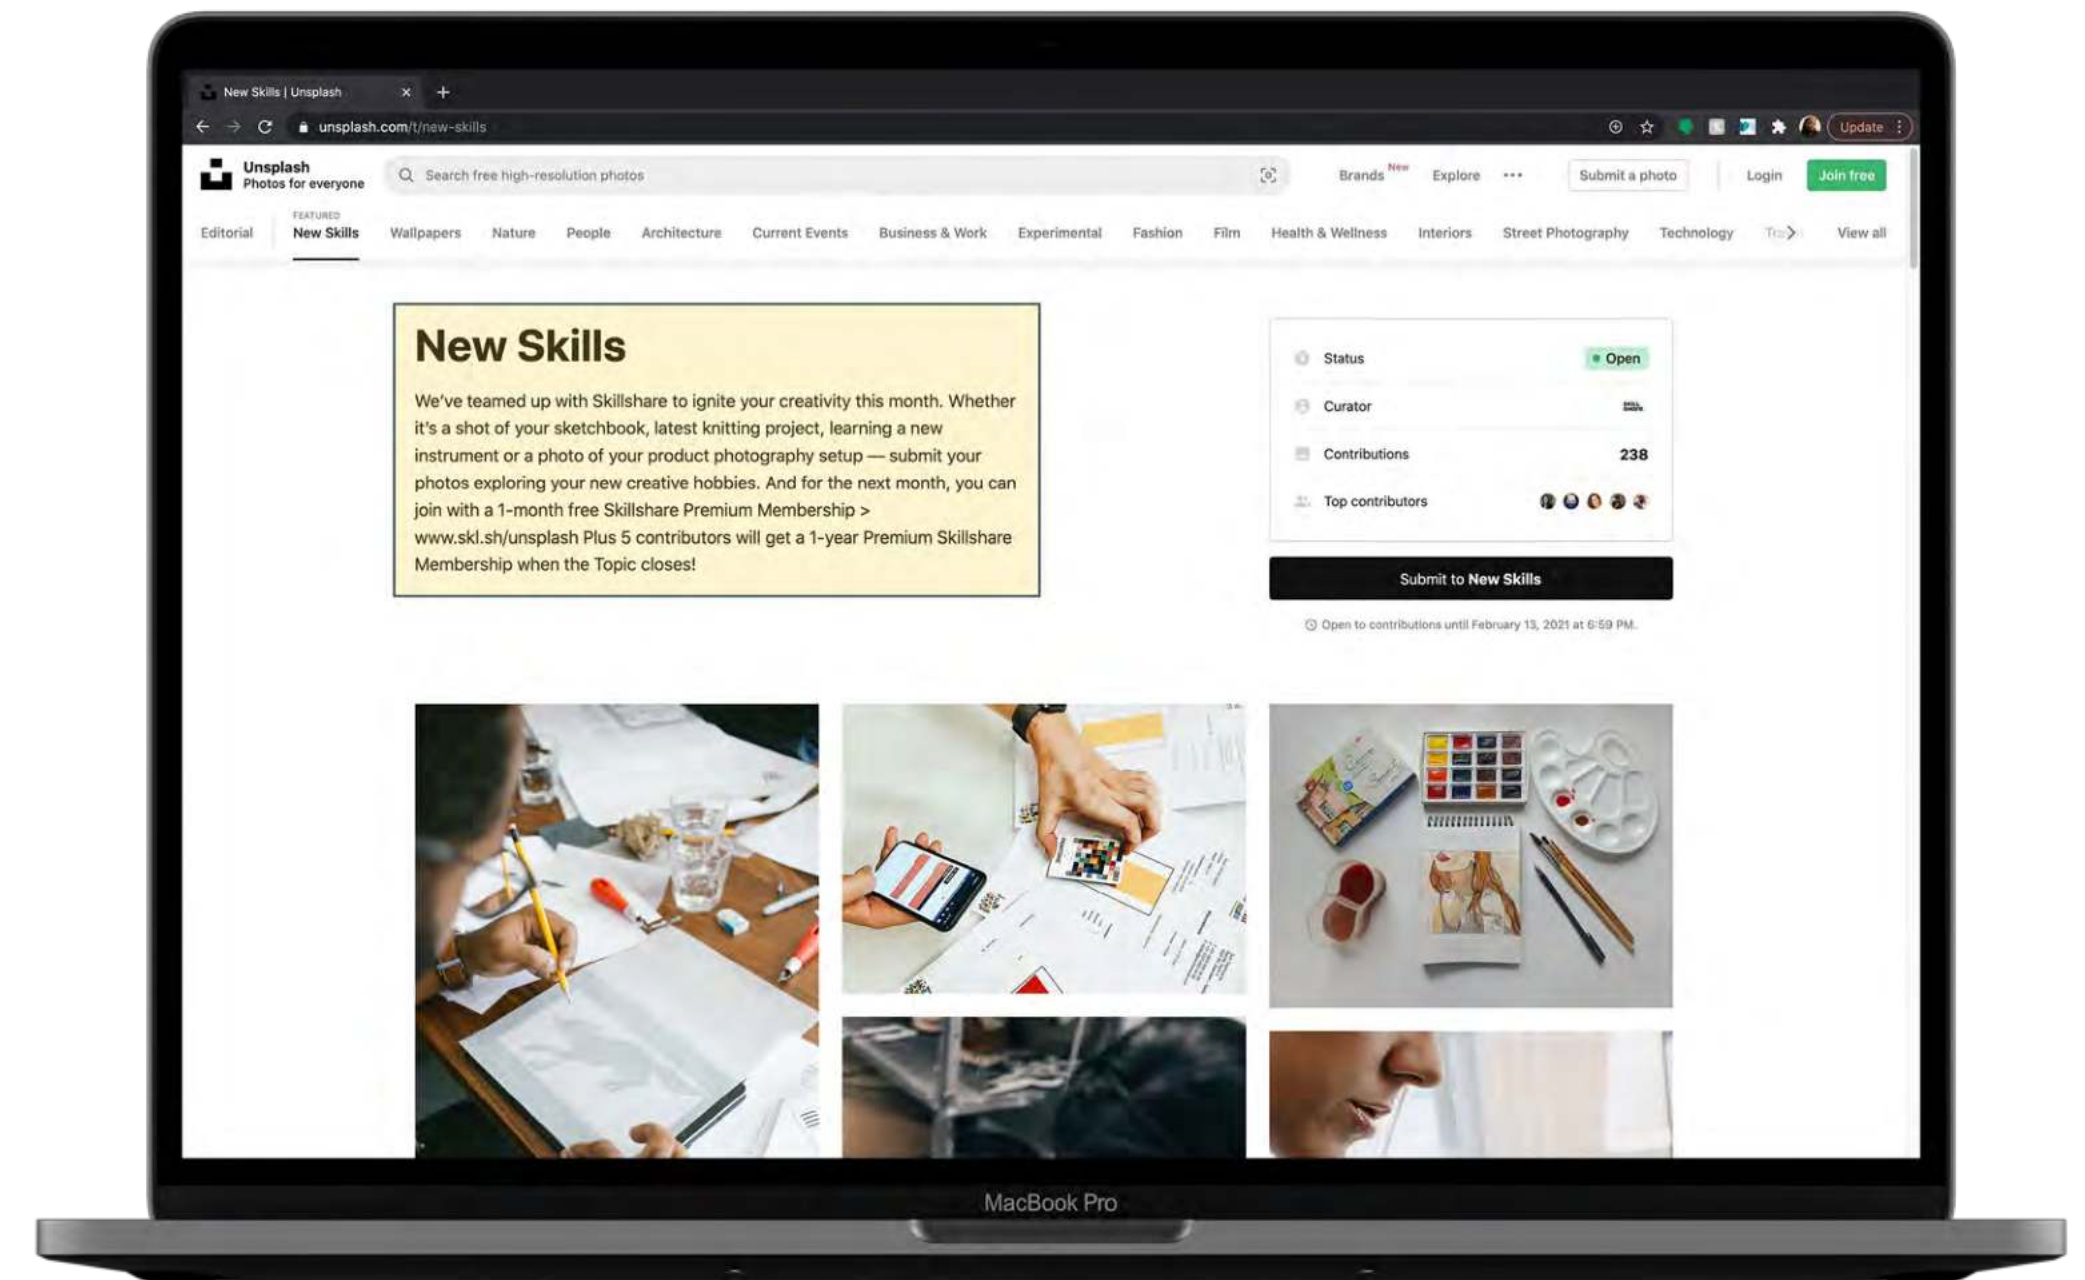 New Skills | Unsplash
unsplash.com/t/new-skills
Update
Unsplash
Photos for everyone
Search free high-resolution photos
Brands New
Explore
Submit a photo
Login
Join free
Editorial
FEATURED
New Skills
Wallpapers
Nature
People
Architecture
Current Events
Business & Work
Experimental
Fashion
Film
Health & Wellness
Interiors
Street Photography
Technology
View all
New Skills
We've teamed up with Skillshare to ignite your creativity this month. Whether
it's a shot of your sketchbook, latest knitting project, learning a new
instrument or a photo of your product photography setup — submit your
photos exploring your new creative hobbies. And for the next month, you can
join with a 1-month free Skillshare Premium Membership >
www.skl.sh/unsplash Plus 5 contributors will get a 1-year Premium Skillshare
Membership when the Topic closes!
Status
Open
Curator
SKILL
SHARE
Contributions
238
Top contributors
Submit to New Skills
Open to contributions until February 13, 2021 at 6:59 PM.
MacBook Pro